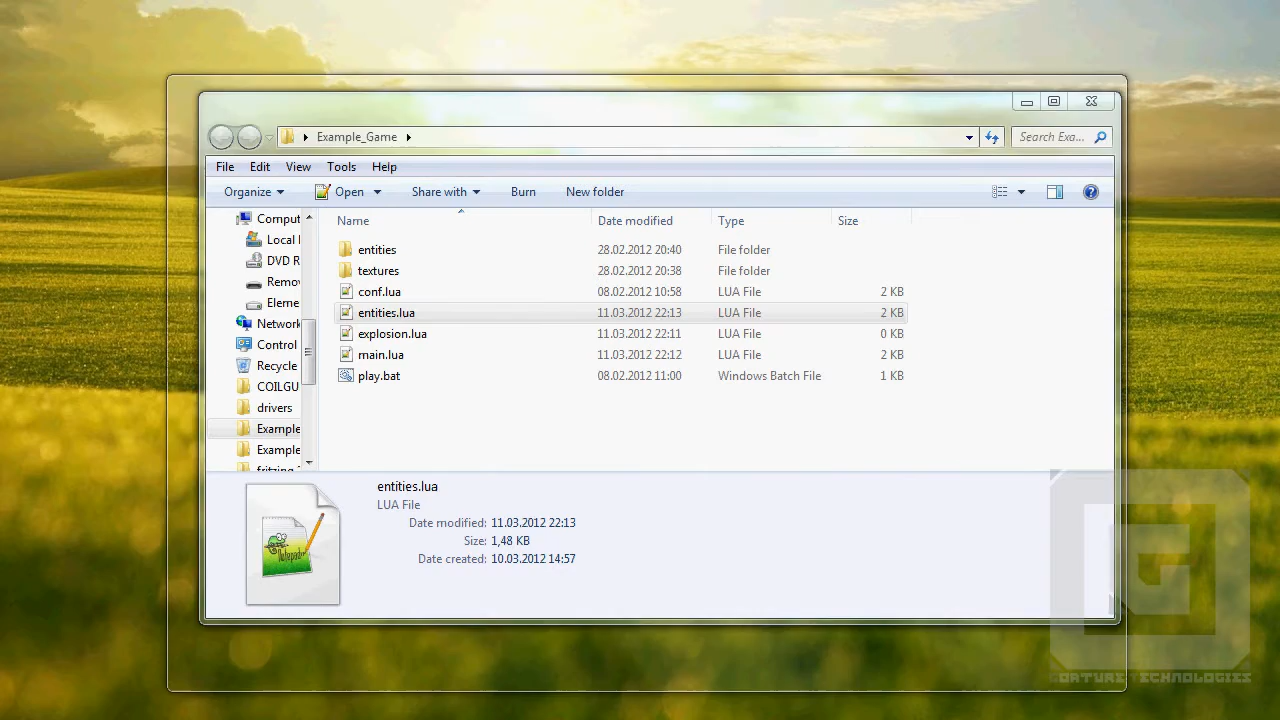 Example_Game
Search Exa...
File Edit View Tools Help
Organize Open Share with Burn New folder
Name Date modified Type Size
Comput
Local
DVD R
Remov
Eleme
Network
Control
Recycle
COILGU
drivers
Example
Example
entities 28.02.2012 20:40 File folder
textures 28.02.2012 20:38 File folder
conf.lua 08.02.2012 10:58 LUA File 2 KB
entities.lua 11.03.2012 22:13 LUA File 2 KB
explosion.lua 11.03.2012 22:11 LUA File 0 KB
main.lua 11.03.2012 22:12 LUA File 2 KB
play.bat 08.02.2012 11:00 Windows Batch File 1 KB
entities.lua
LUA File
Date modified: 11.03.2012 22:13
Size: 1,48 KB
Date created: 10.03.2012 14:57